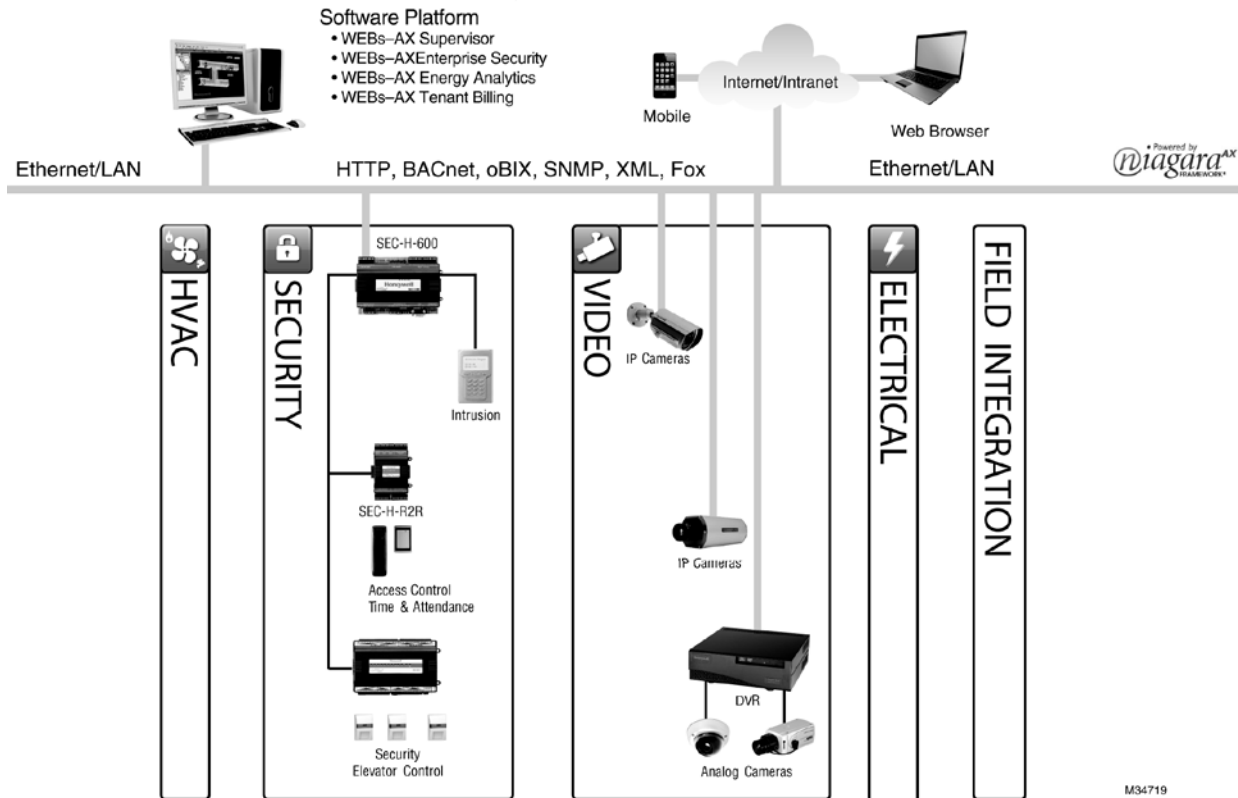 Software Platform
• WEBs–AX Supervisor
• WEBs–AXEnterprise Security
• WEBs–AX Energy Analytics
• WEBs–AX Tenant Billing
Mobile
Internet/Intranet
Web Browser
Ethernet/LAN
HTTP, BACnet, oBIX, SNMP, XML, Fox
Ethernet/LAN
Powered by
niagara AX
FRAMEWORK
HVAC
SECURITY
SEC-H-600
Honeywell
Intrusion
SEC-H-R2R
Access Control
Time & Attendance
Security
Elevator Control
VIDEO
IP Cameras
IP Cameras
DVR
Analog Cameras
ELECTRICAL
FIELD INTEGRATION
M34719